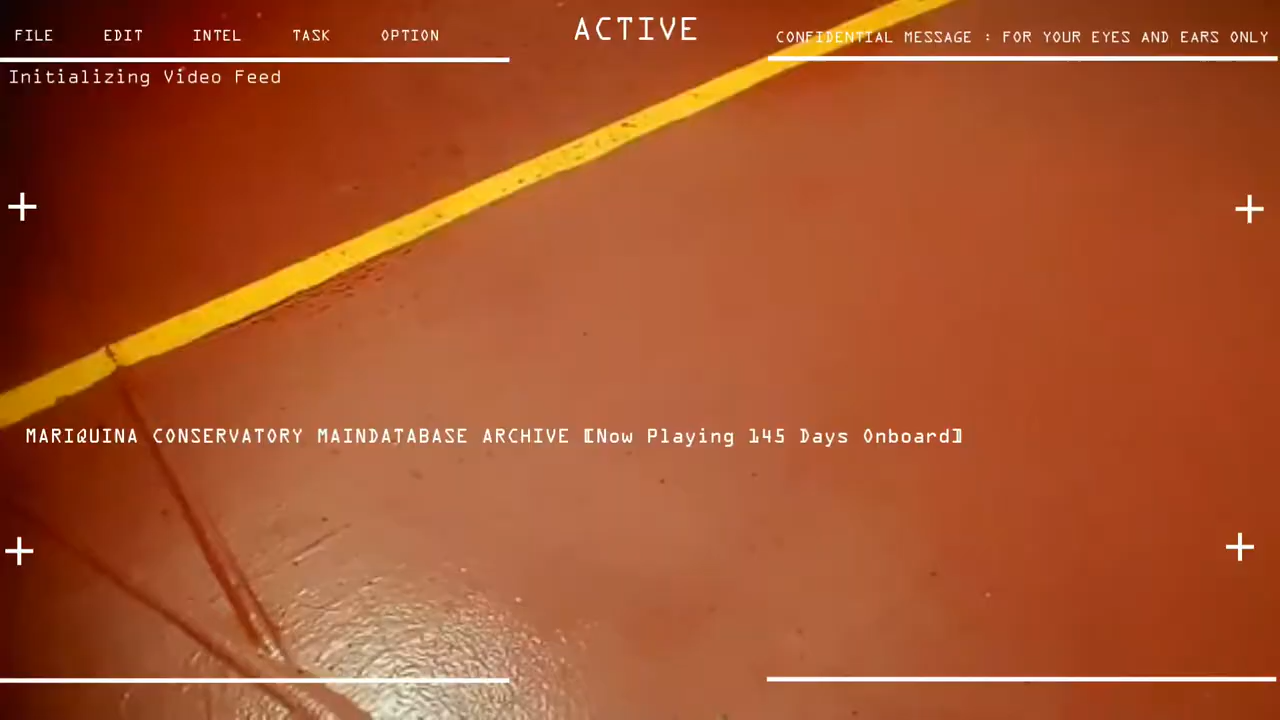 FILE EDIT INTEL TASK OPTION
ACTIVE
CONFIDENTIAL MESSAGE : FOR YOUR EYES AND EARS ONLY
Initializing Video Feed
MARIQUINA CONSERVATORY MAINDATABASE ARCHIVE [Now Playing 145 Days Onboard]